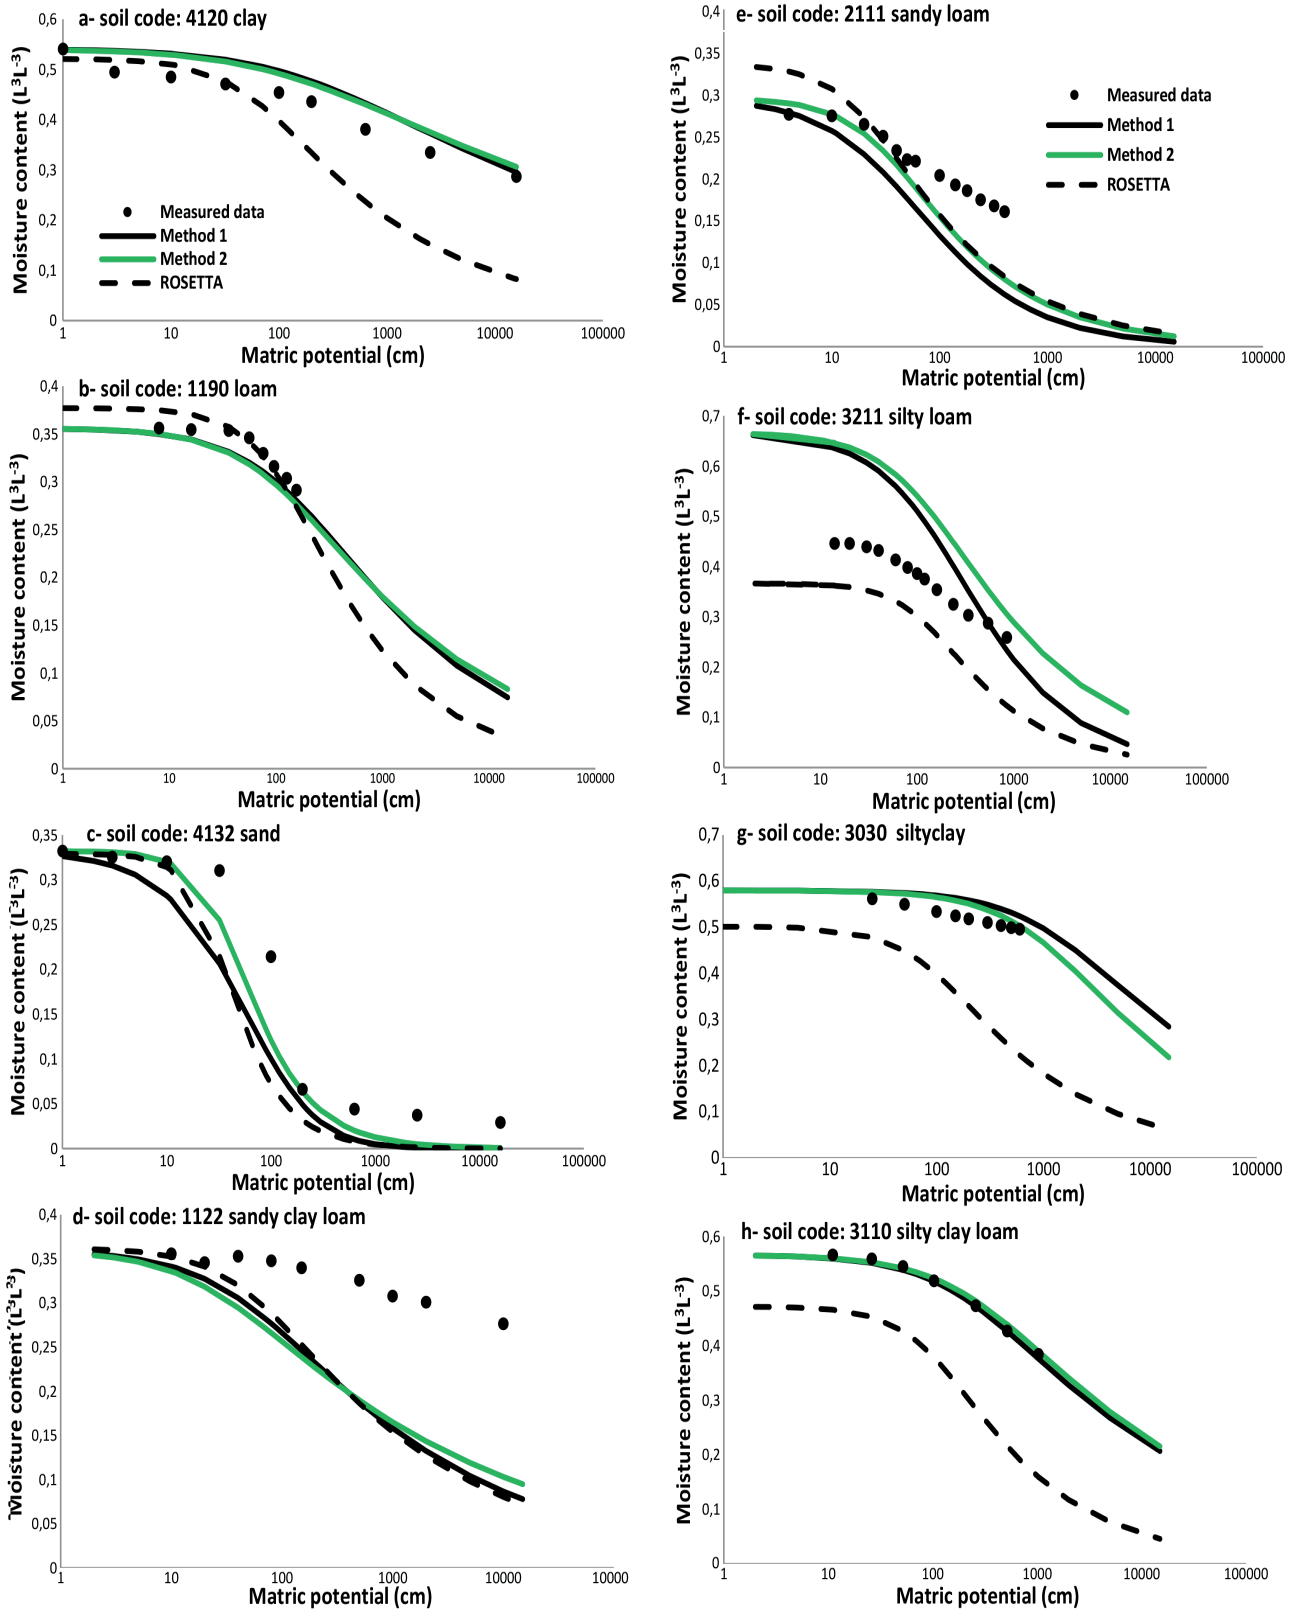 a- soil code: 4120 clay
0,6
0,5
0,4
0,3
0,2
0,1
0
Moisture content (L³L⁻³)
Measured data
Method 1
Method 2
ROSETTA
1 10 100 1000 10000 100000
Matric potential (cm)
b- soil code: 1190 loam
0,4
0,35
0,3
0,25
0,2
0,15
0,1
0,05
0
Moisture content (L³L⁻³)
1 10 100 1000 10000 100000
Matric potential (cm)
c- soil code: 4132 sand
0,35
0,3
0,25
0,2
0,15
0,1
0,05
0
Moisture content (L³L⁻³)
1 10 100 1000 10000 100000
Matric potential (cm)
d- soil code: 1122 sandy clay loam
0,4
0,35
0,3
0,25
0,2
0,15
0,1
0,05
0
Moisture content (L³L⁻³)
1 10 100 1000 10000 100000
Matric potential (cm)
e- soil code: 2111 sandy loam
0,4
0,35
0,3
0,25
0,2
0,15
0,1
0,05
0
Moisture content (L³L⁻³)
Measured data
Method 1
Method 2
ROSETTA
1 10 100 1000 10000 100000
Matric potential (cm)
f- soil code: 3211 silty loam
0,7
0,6
0,5
0,4
0,3
0,2
0,1
0
Moisture content (L³L⁻³)
1 10 100 1000 10000 100000
Matric potential (cm)
g- soil code: 3030 siltyclay
0,7
0,6
0,5
0,4
0,3
0,2
0,1
0
Moisture content (L³L⁻³)
1 10 100 1000 10000 100000
Matric potential (cm)
h- soil code: 3110 silty clay loam
0,6
0,5
0,4
0,3
0,2
0,1
0
Moisture content (L³L⁻³)
1 10 100 1000 10000 100000
Matric potential (cm)